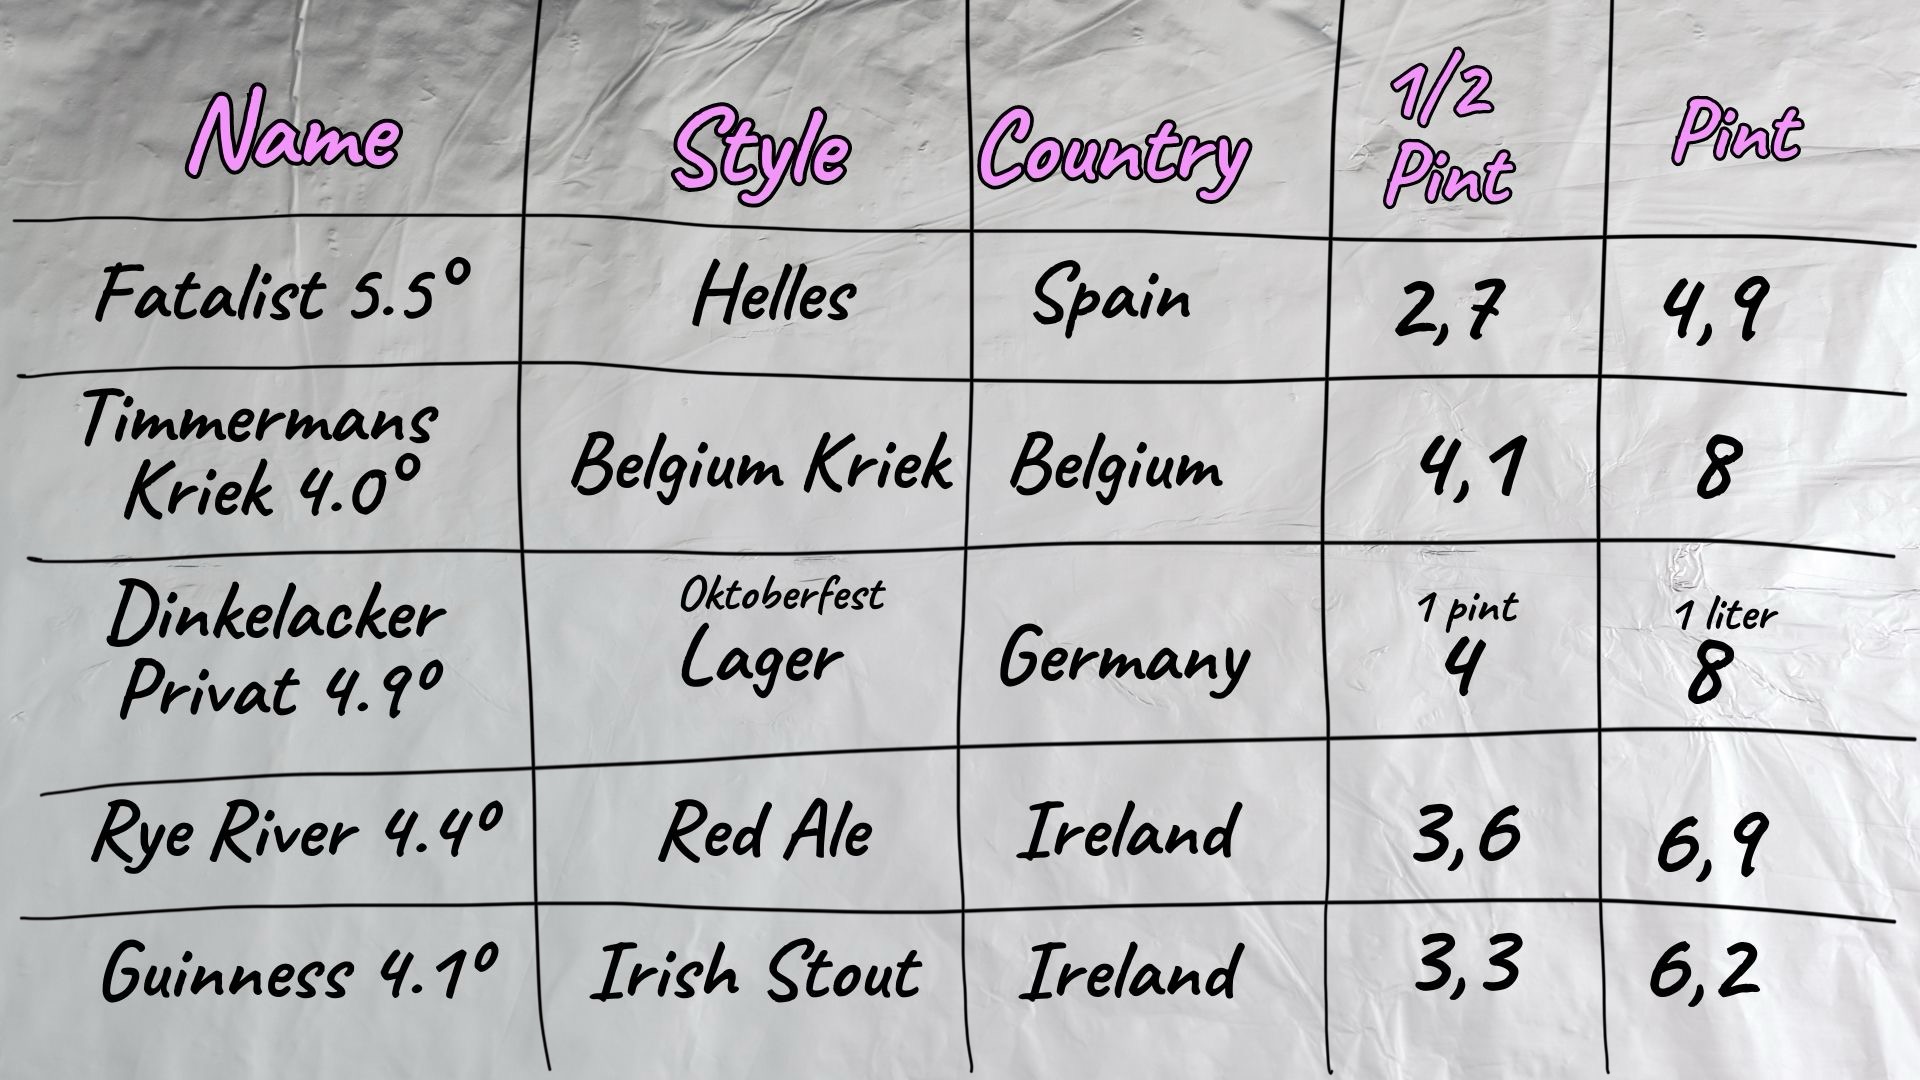 Name Style Country 1/2 Pint Pint
Fatalist 5.5° Helles Spain 2,7 4,9
Timmermans
Kriek 4.0° Belgium Kriek Belgium 4,1 8
Dinkelacker
Privat 4.9º Oktoberfest Lager Germany 1 pint 4 1 liter 8
Rye River 4.4º Red Ale Ireland 3,6 6,9
Guinness 4.1º Irish Stout Ireland 3,3 6,2